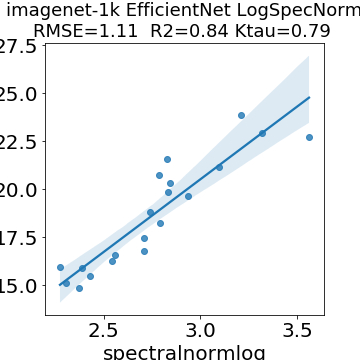 imagenet-1k EfficientNet LogSpecNorm
RMSE=1.11 R2=0.84 Ktau=0.79
27.5
25.0
22.5
20.0
17.5
15.0
2.5 3.0 3.5
spectralnormlog